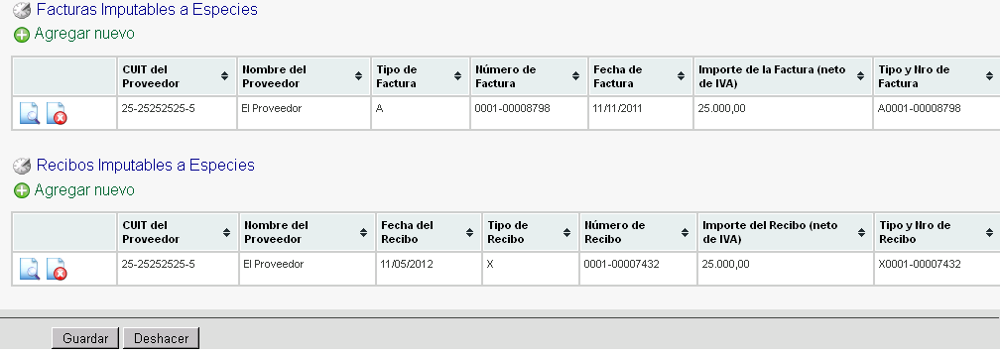 Facturas Imputables a Especies
Agregar nuevo
CUIT del Proveedor Nombre del Proveedor Tipo de Factura Número de Factura Fecha de Factura Importe de la Factura (neto de IVA) Tipo y Nro de Factura
25-25252525-5 El Proveedor A 0001-00008798 11/11/2011 25.000,00 A0001-00008798
Recibos Imputables a Especies
Agregar nuevo
CUIT del Proveedor Nombre del Proveedor Fecha del Recibo Tipo de Recibo Número de Recibo Importe del Recibo (neto de IVA) Tipo y Nro de Recibo
25-25252525-5 El Proveedor 11/05/2012 X 0001-00007432 25.000,00 X0001-00007432
Guardar Deshacer